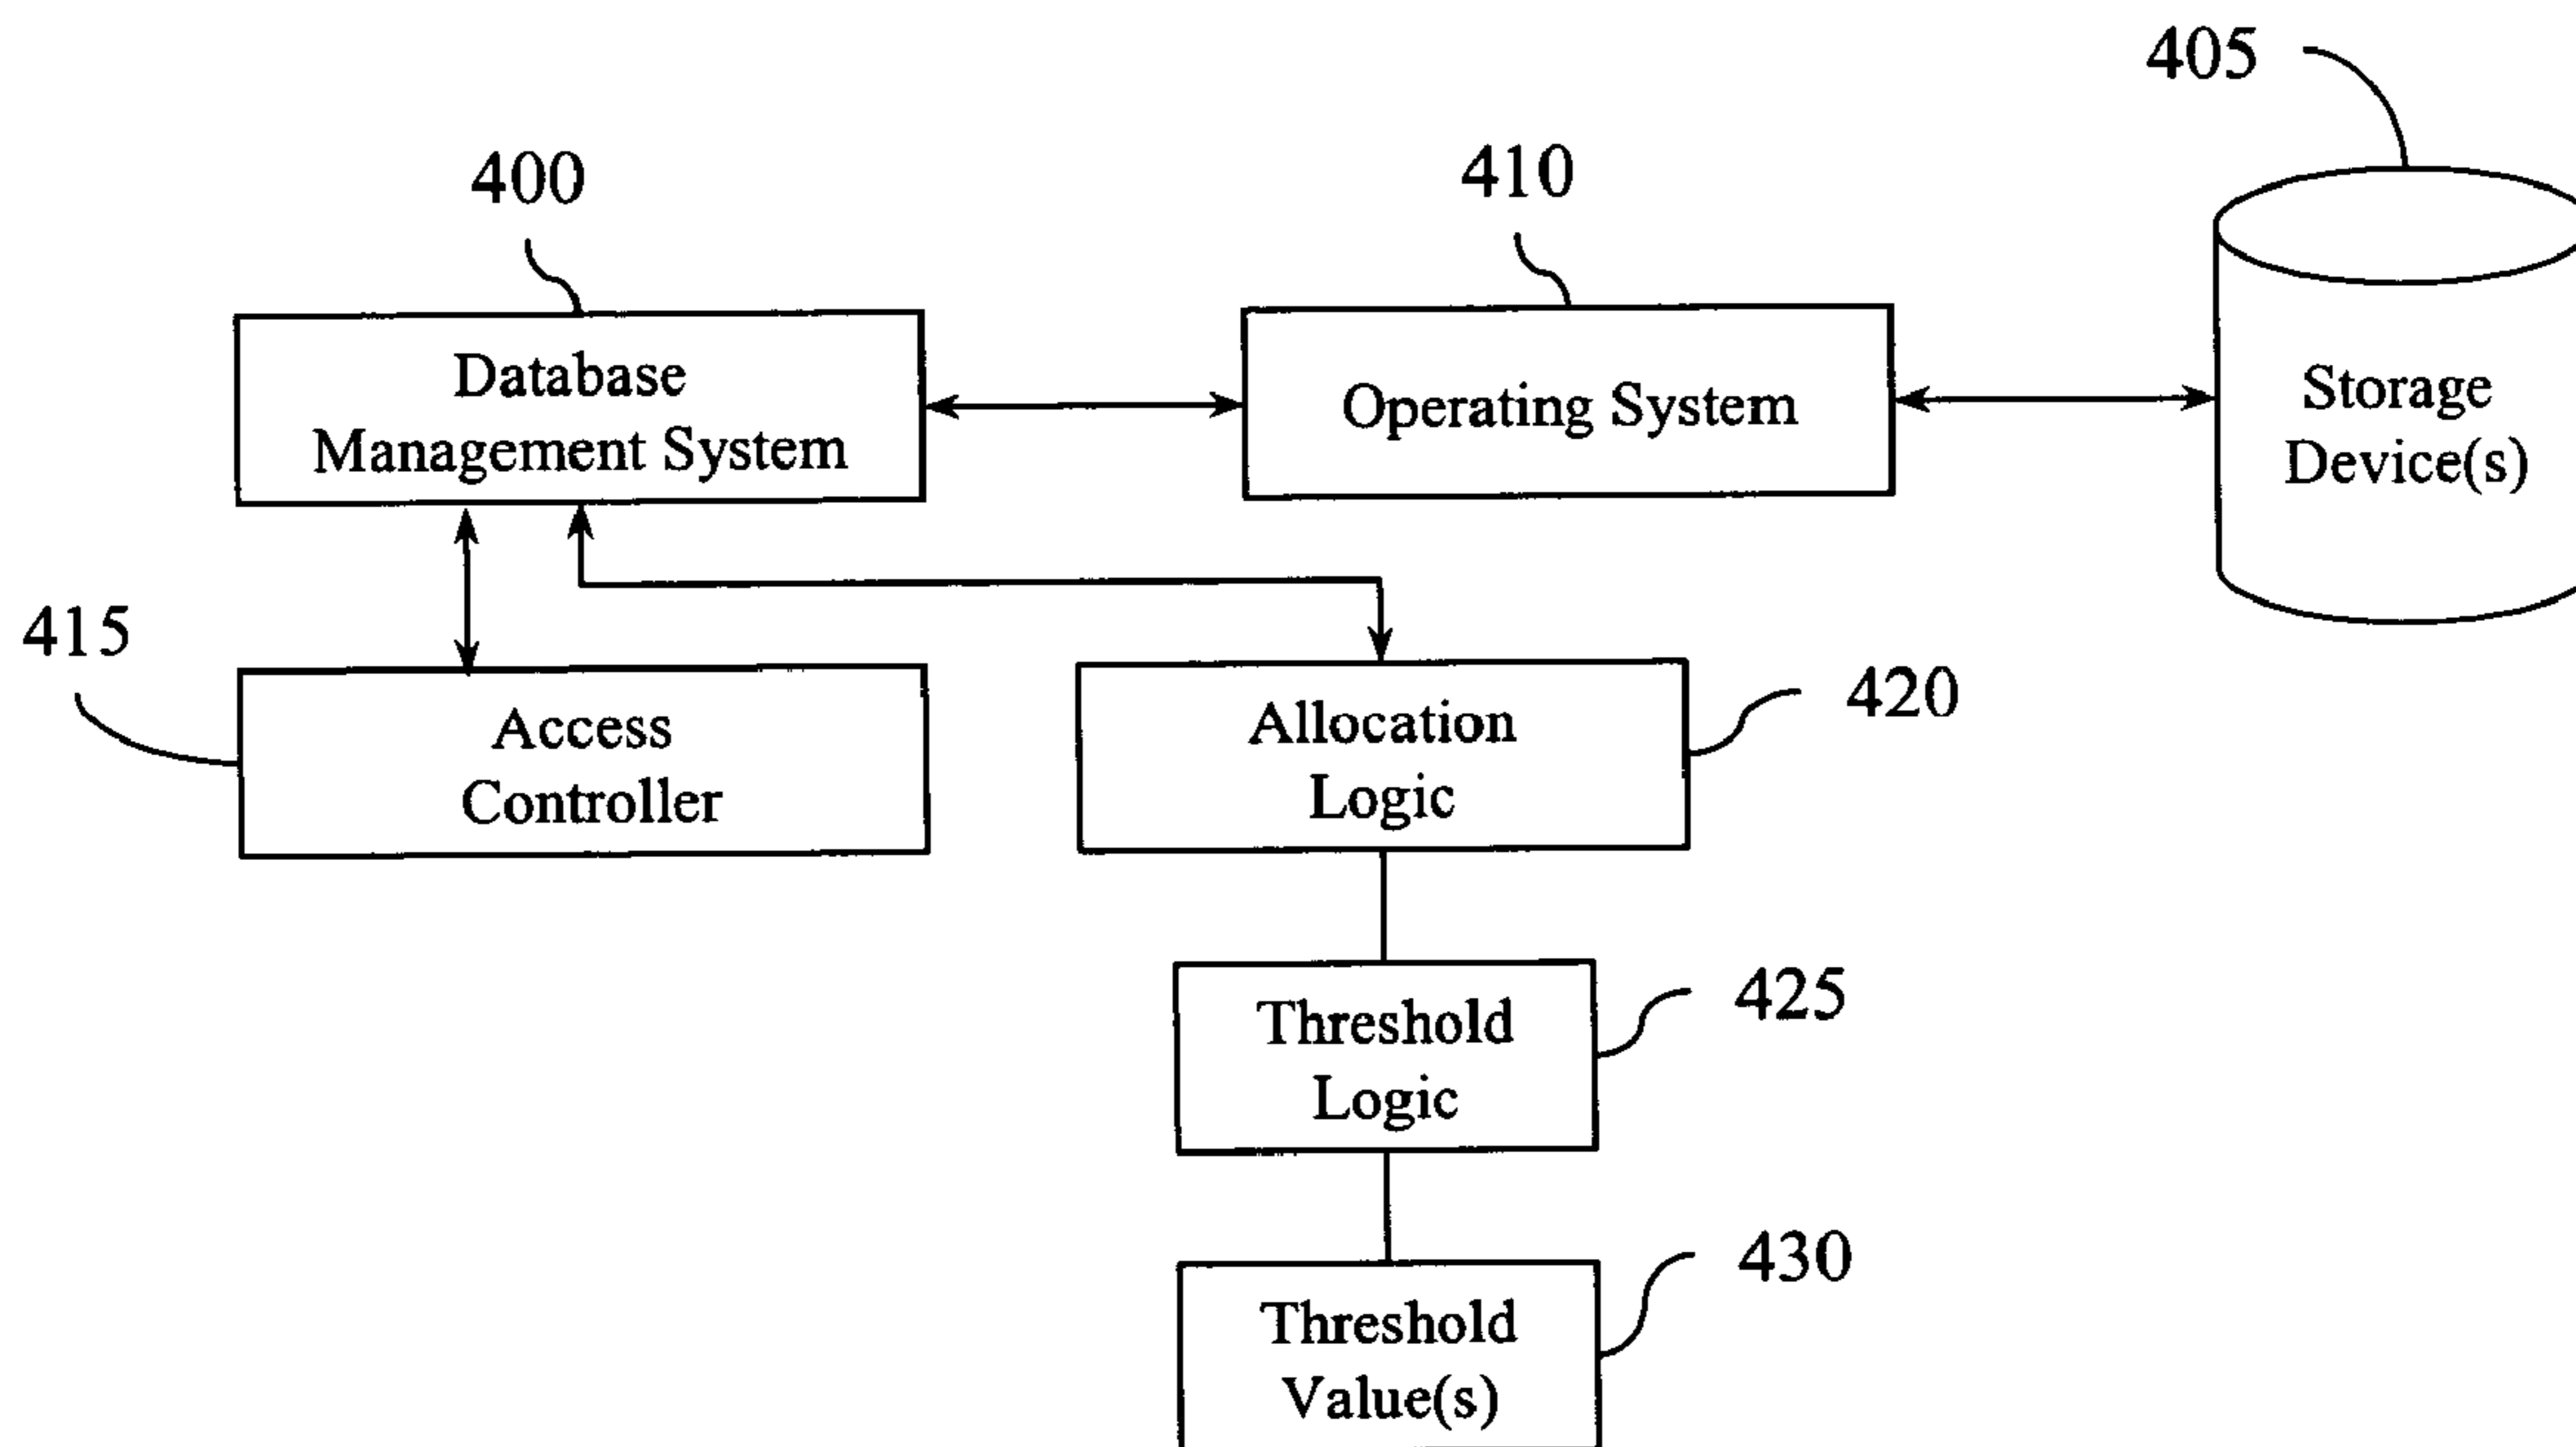 405
400
410
Database
Management System
Operating System
Storage
Device(s)
415
Access
Controller
Allocation
Logic
420
Threshold
Logic
425
Threshold
Value(s)
430